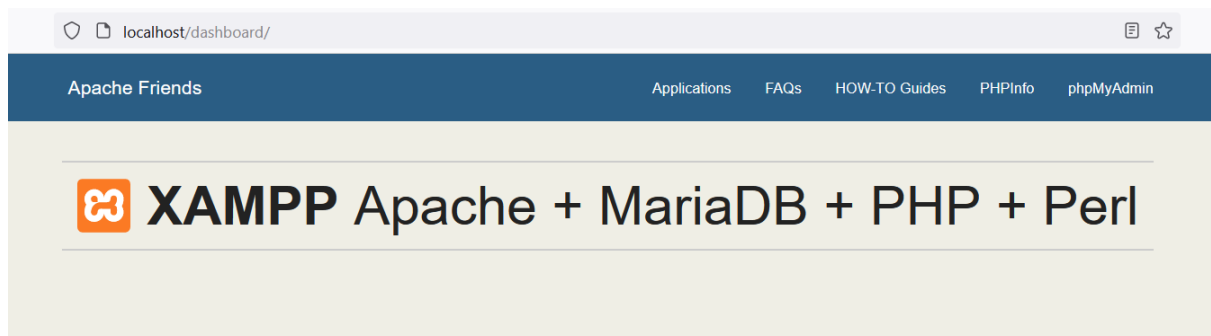 localhost/dashboard/
Apache Friends Applications FAQs HOW-TO Guides PHPInfo phpMyAdmin
XAMPP Apache + MariaDB + PHP + Perl